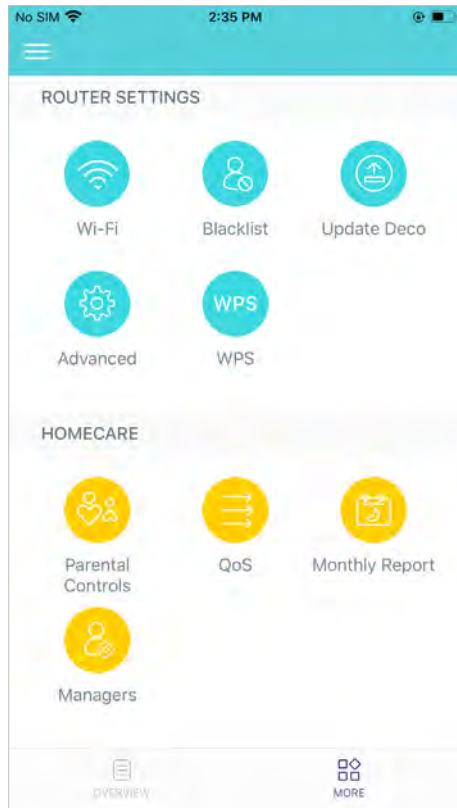 No SIM 2:35 PM
ROUTER SETTINGS
Wi-Fi Blacklist Update Deco
WPS
Advanced WPS
HOMECARE
Parental Controls QoS Monthly Report
Managers
OVERVIEW MORE